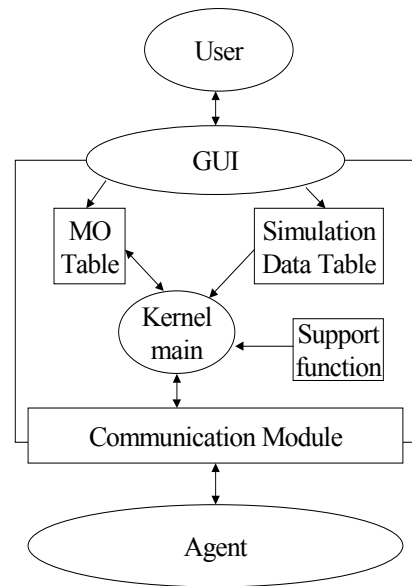 User
GUI
MO
Table
Simulation
Data Table
Kernel
main
Support
function
Communication Module
Agent